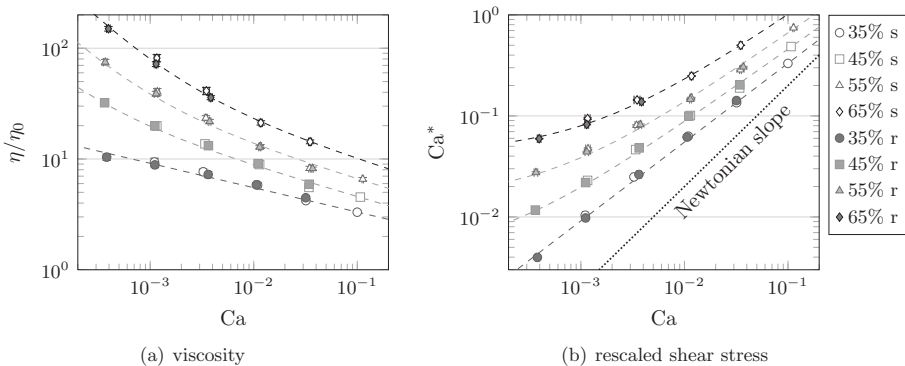 10^2
10^1
10^0
η/η_0
10^-3
10^-2
10^-1
Ca
(a) viscosity
10^0
10^-1
10^-2
Ca*
Newtonian slope
10^-3
10^-2
10^-1
Ca
(b) rescaled shear stress
35% s
45% s
55% s
65% s
35% r
45% r
55% r
65% r